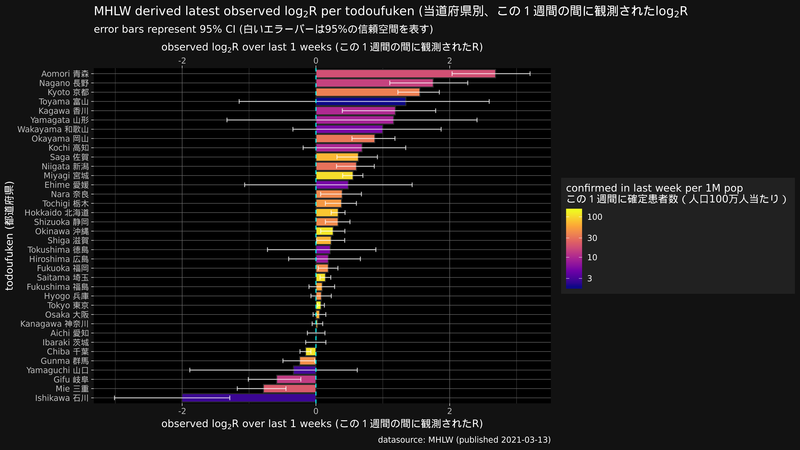 MHLW derived latest observed log₂R per todoufuken (当道府県別、この１週間の間に観測されたlog₂R
error bars represent 95% CI (白いエラーバーは95%の信頼空間を表す)
observed log₂R over last 1 weeks (この１週間の間に観測されたR)
-2 0 2
todoufuken (都道府県)
Aomori 青森
Nagano 長野
Kyoto 京都
Toyama 富山
Kagawa 香川
Yamagata 山形
Wakayama 和歌山
Okayama 岡山
Kochi 高知
Saga 佐賀
Niigata 新潟
Miyagi 宮城
Ehime 愛媛
Nara 奈良
Tochigi 栃木
Hokkaido 北海道
Shizuoka 静岡
Okinawa 沖縄
Shiga 滋賀
Tokushima 徳島
Hiroshima 広島
Fukuoka 福岡
Saitama 埼玉
Fukushima 福島
Hyogo 兵庫
Tokyo 東京
Osaka 大阪
Kanagawa 神奈川
Aichi 愛知
Ibaraki 茨城
Chiba 千葉
Gunma 群馬
Yamaguchi 山口
Gifu 岐阜
Mie 三重
Ishikawa 石川
-2 0 2
observed log₂R over last 1 weeks (この１週間の間に観測されたR)
confirmed in last week per 1M pop
この１週間に確定患者数（人口100万人当たり）
100
30
10
3
datasource: MHLW (published 2021-03-13)